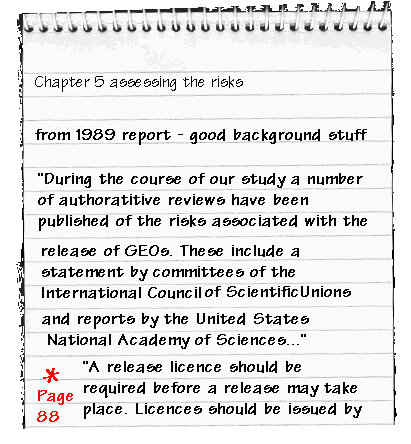 Chapter 5 assessing the risks
from 1989 report - good background stuff
"During the course of our study a number
of authoratitive reviews have been
published of the risks associated with the
release of GEOs. These include a
statement by committees of the
International Council of Scientific Unions
and reports by the United States
National Academy of Sciences..."
"A release licence should be
* required before a release may take
Page place. Licences should be issued by
88